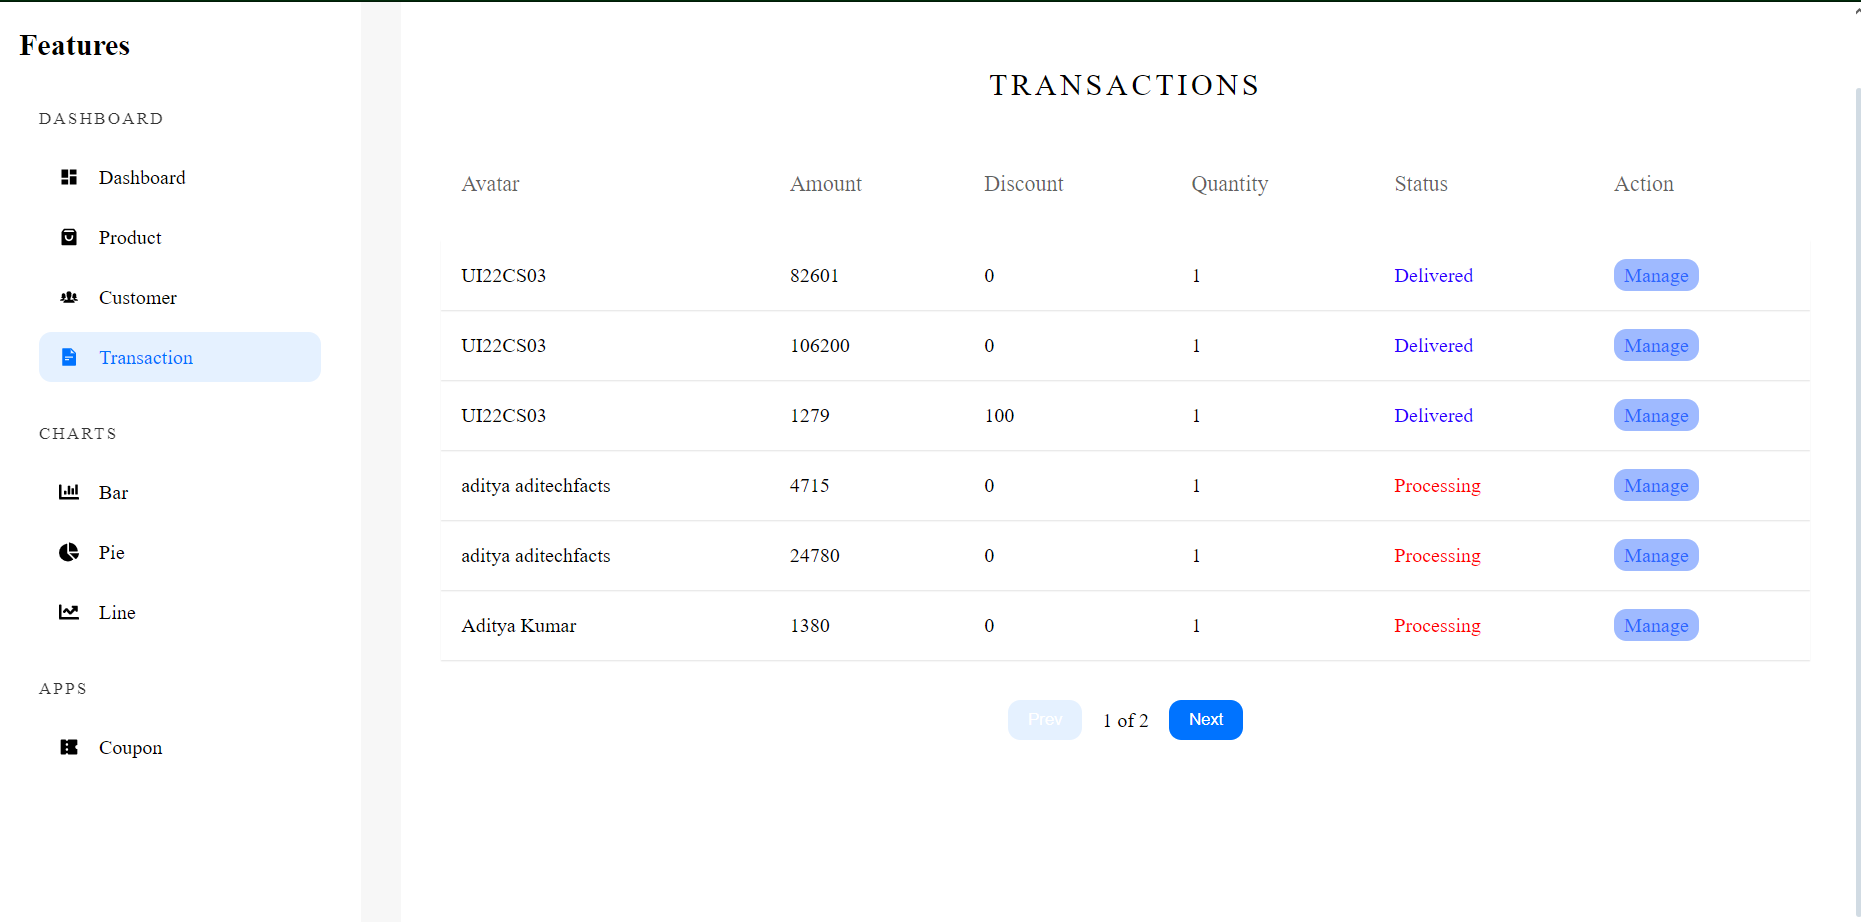 Features
DASHBOARD
Dashboard
Product
Customer
Transaction
CHARTS
Bar
Pie
Line
APPS
Coupon
TRANSACTIONS
Avatar Amount Discount Quantity Status Action
UI22CS03 82601 0 1 Delivered Manage
UI22CS03 106200 0 1 Delivered Manage
UI22CS03 1279 100 1 Delivered Manage
aditya aditechfacts 4715 0 1 Processing Manage
aditya aditechfacts 24780 0 1 Processing Manage
Aditya Kumar 1380 0 1 Processing Manage
Prev 1 of 2 Next